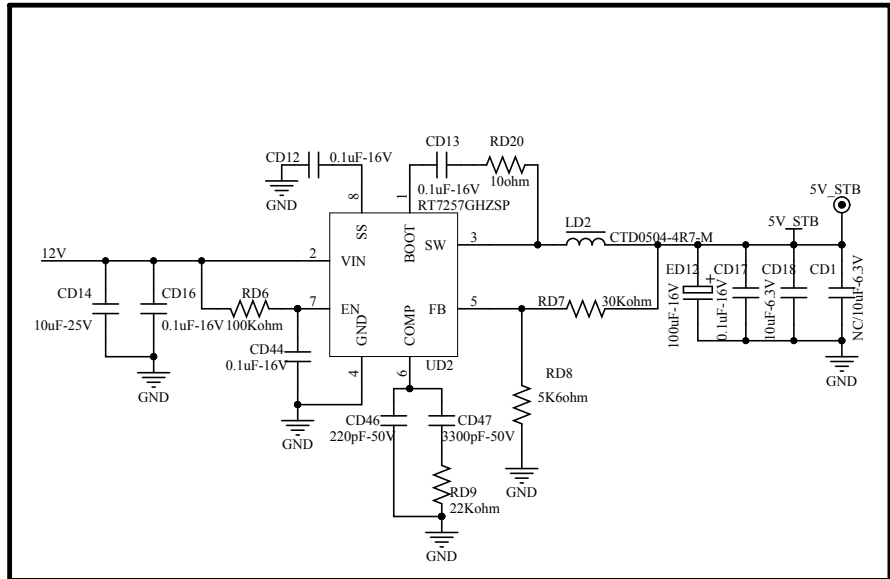 CD13
RD20
CD12
0.1uF-16V
10ohm
0.1uF-16V
RT7257GHZSP
GND
8
1
SS
BOOT
5V_STB
5V_STB
LD2
CTD0504-4R7-M
12V
2
VIN
SW
3
CD14
CD16
RD6
7
EN
GND
COMP
FB
5
RD7
30Kohm
ED12
+
CD17
CD18
CD1
10uF-25V
0.1uF-16V
100Kohm
100uF-16V
0.1uF-16V
10uF-6.3V
NC/10uF-6.3V
CD44
0.1uF-16V
4
6
UD2
GND
GND
RD8
5K6ohm
GND
CD46
CD47
220pF-50V
3300pF-50V
RD9
22Kohm
GND
GND